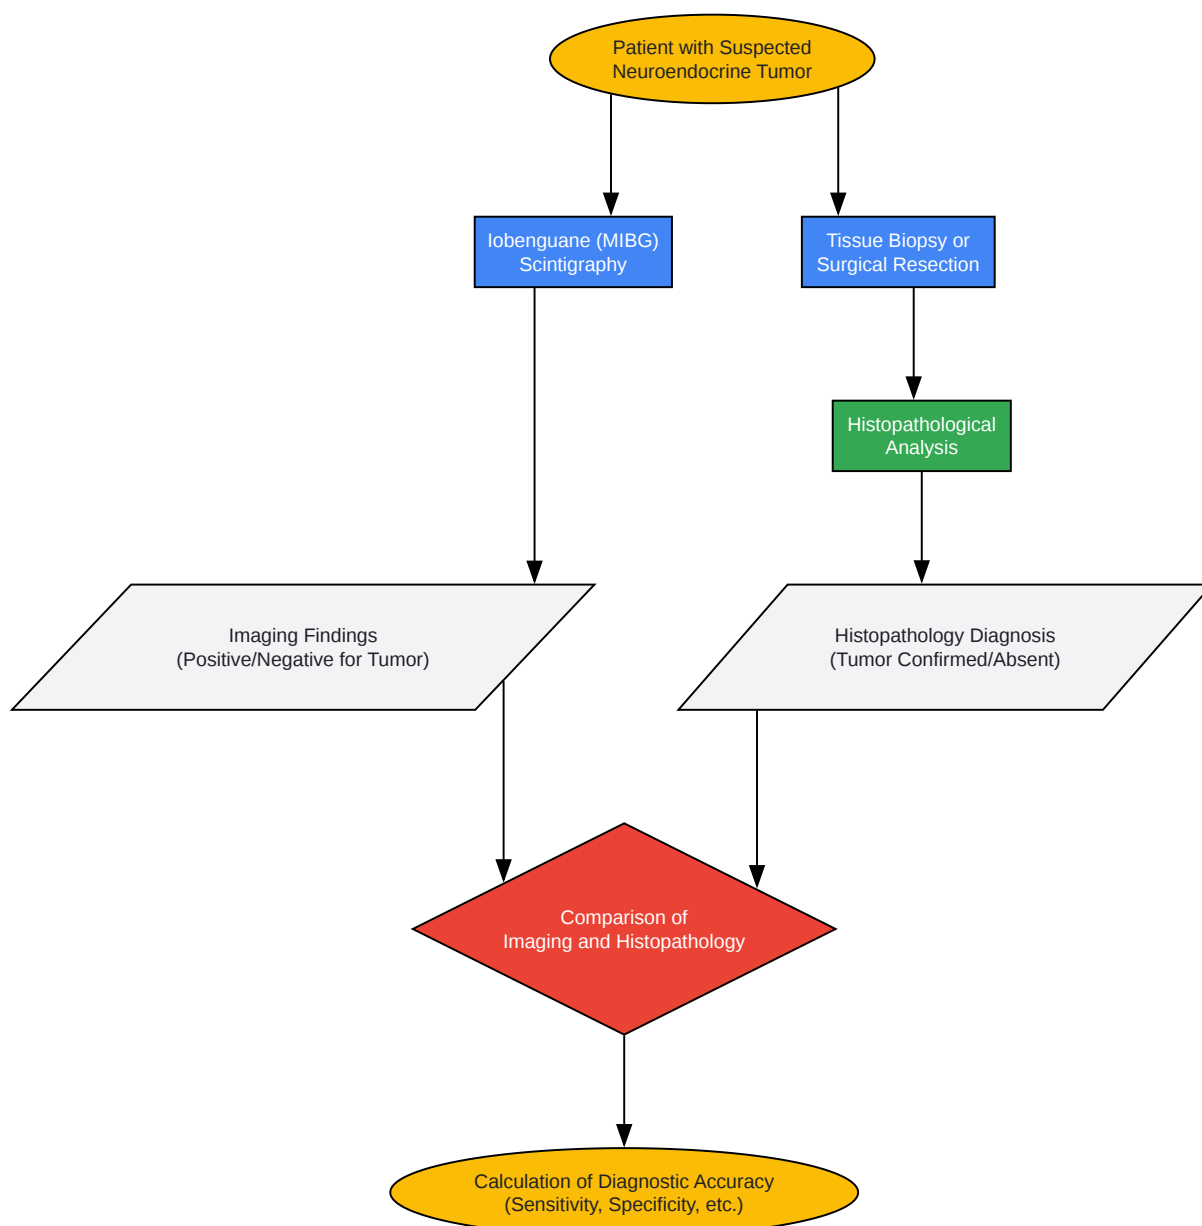 Patient with Suspected
Neuroendocrine Tumor
Iobenguane (MIBG)
Scintigraphy
Tissue Biopsy or
Surgical Resection
Histopathological
Analysis
Imaging Findings
(Positive/Negative for Tumor)
Histopathology Diagnosis
(Tumor Confirmed/Absent)
Comparison of
Imaging and Histopathology
Calculation of Diagnostic Accuracy
(Sensitivity, Specificity, etc.)